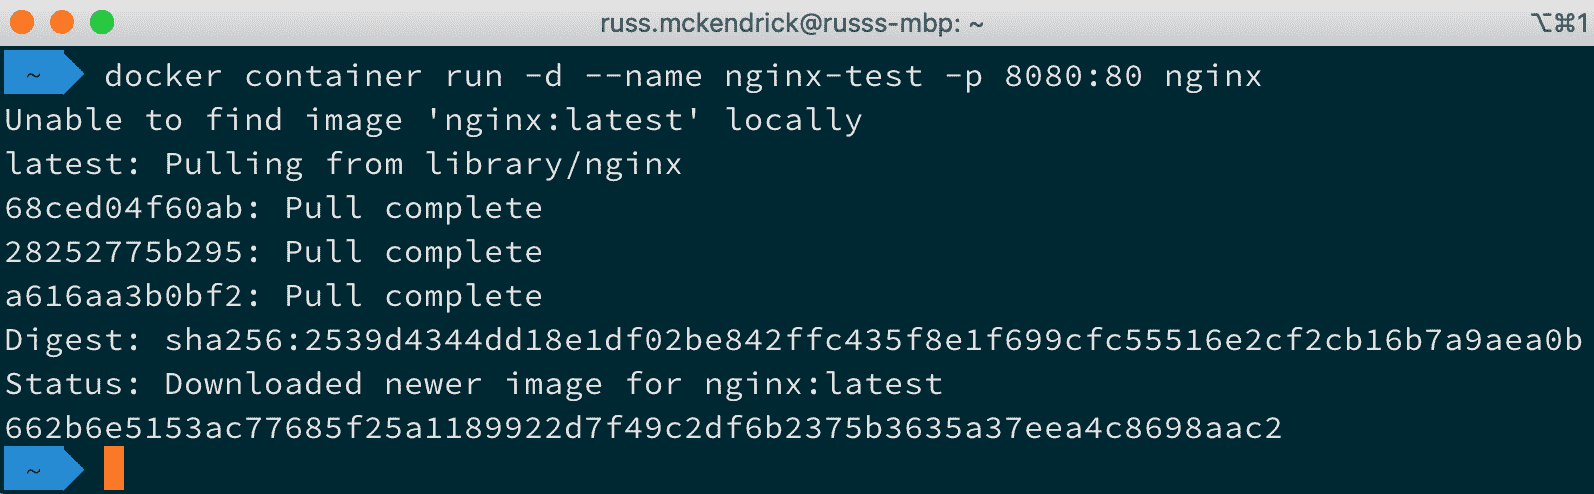 russ.mckendrick@russs-mbp: ~
⌥⌘1
~ docker container run -d --name nginx-test -p 8080:80 nginx
Unable to find image 'nginx:latest' locally
latest: Pulling from library/nginx
68ced04f60ab: Pull complete
28252775b295: Pull complete
a616aa3b0bf2: Pull complete
Digest: sha256:2539d4344dd18e1df02be842ffc435f8e1f699cfc55516e2cf2cb16b7a9aea0b
Status: Downloaded newer image for nginx:latest
662b6e5153ac77685f25a1189922d7f49c2df6b2375b3635a37eea4c8698aac2
~